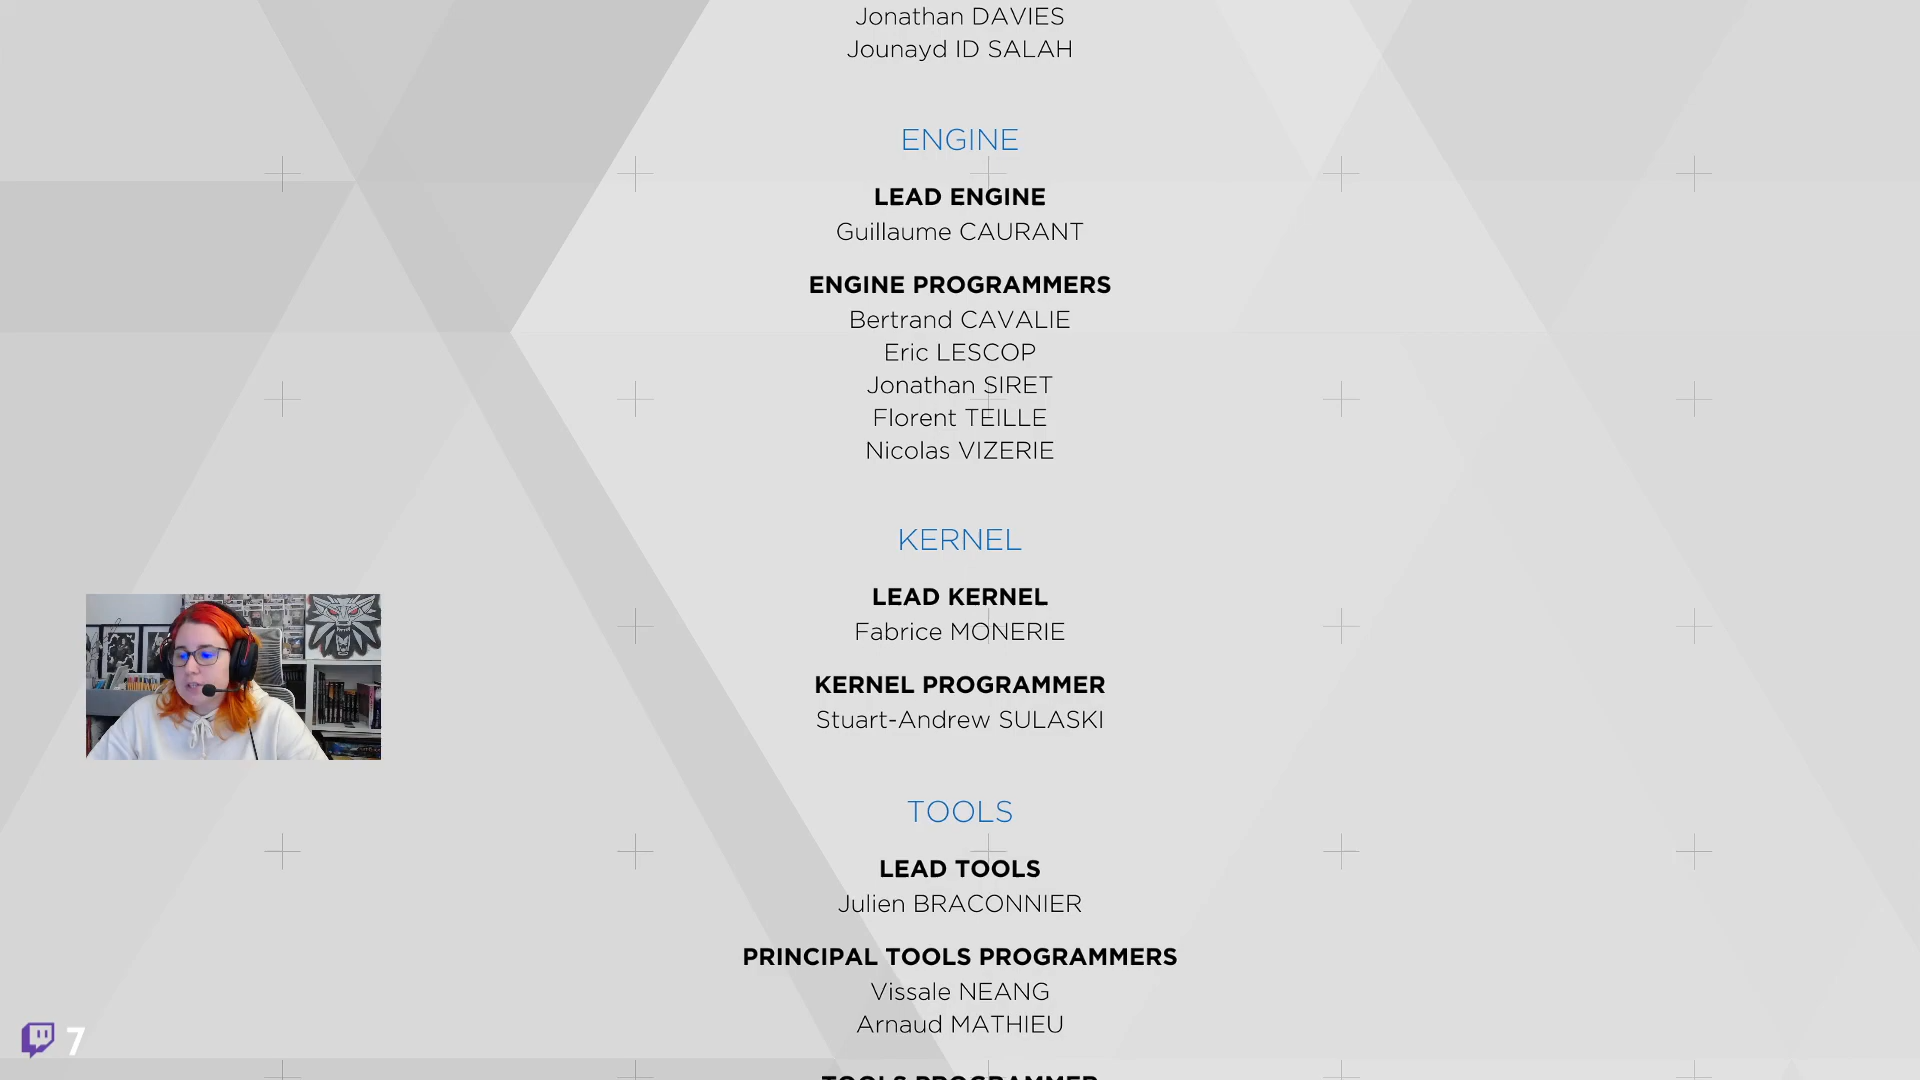 Jonathan DAVIES
Jounayd ID SALAH
ENGINE
LEAD ENGINE
Guillaume CAURANT
ENGINE PROGRAMMERS
Bertrand CAVALIE
Eric LESCOP
Jonathan SIRET
Florent TEILLE
Nicolas VIZERIE
KERNEL
LEAD KERNEL
Fabrice MONERIE
KERNEL PROGRAMMER
Stuart-Andrew SULASKI
TOOLS
LEAD TOOLS
Julien BRACONNIER
PRINCIPAL TOOLS PROGRAMMERS
Vissale NEANG
Arnaud MATHIEU
7
TOOLS PROGRAMMER